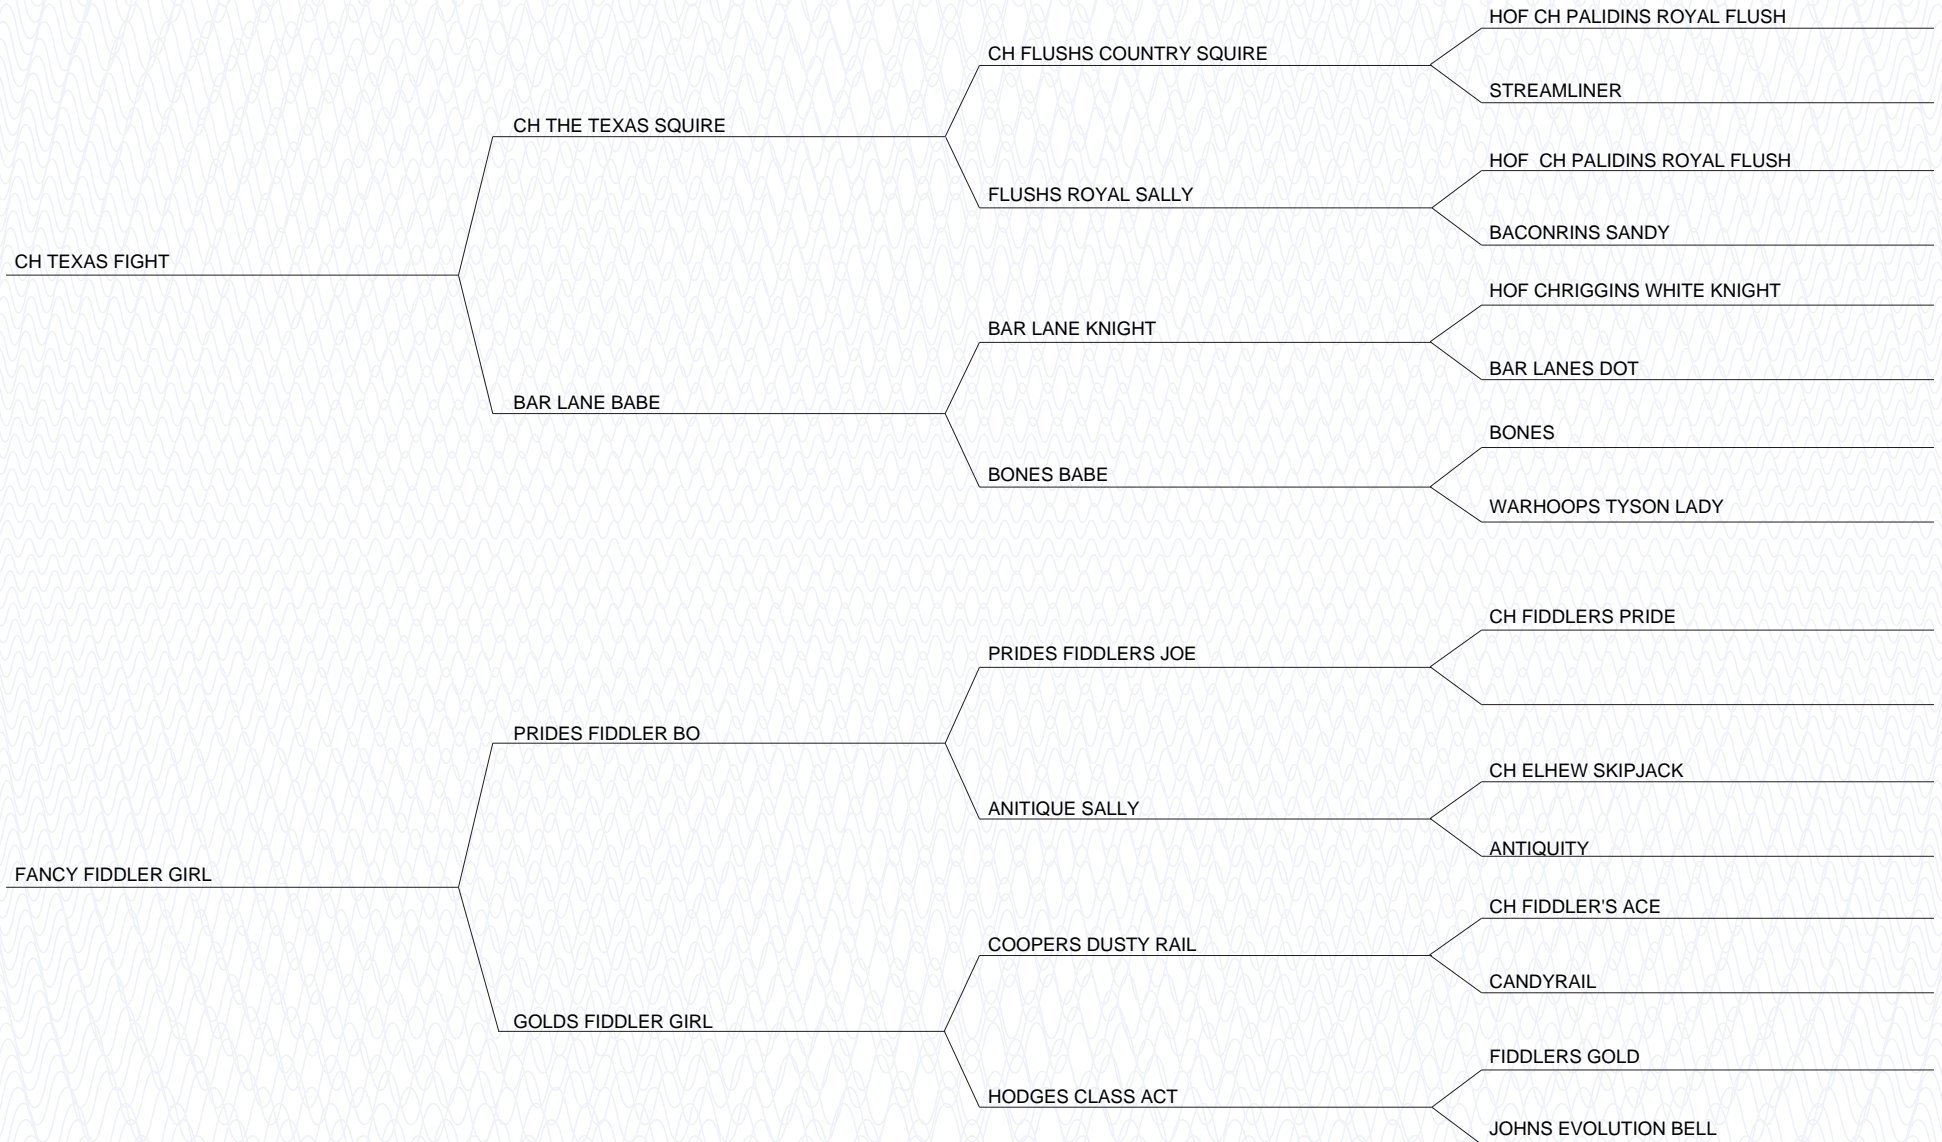 HOF CH PALIDINS ROYAL FLUSH
CH FLUSHS COUNTRY SQUIRE
STREAMLINER
CH THE TEXAS SQUIRE
HOF  CH PALIDINS ROYAL FLUSH
FLUSHS ROYAL SALLY
BACONRINS SANDY
CH TEXAS FIGHT
HOF CHRIGGINS WHITE KNIGHT
BAR LANE KNIGHT
BAR LANES DOT
BAR LANE BABE
BONES
BONES BABE
WARHOOPS TYSON LADY
CH FIDDLERS PRIDE
PRIDES FIDDLERS JOE
PRIDES FIDDLER BO
CH ELHEW SKIPJACK
ANITIQUE SALLY
ANTIQUITY
FANCY FIDDLER GIRL
CH FIDDLER'S ACE
COOPERS DUSTY RAIL
CANDYRAIL
GOLDS FIDDLER GIRL
FIDDLERS GOLD
HODGES CLASS ACT
JOHNS EVOLUTION BELL